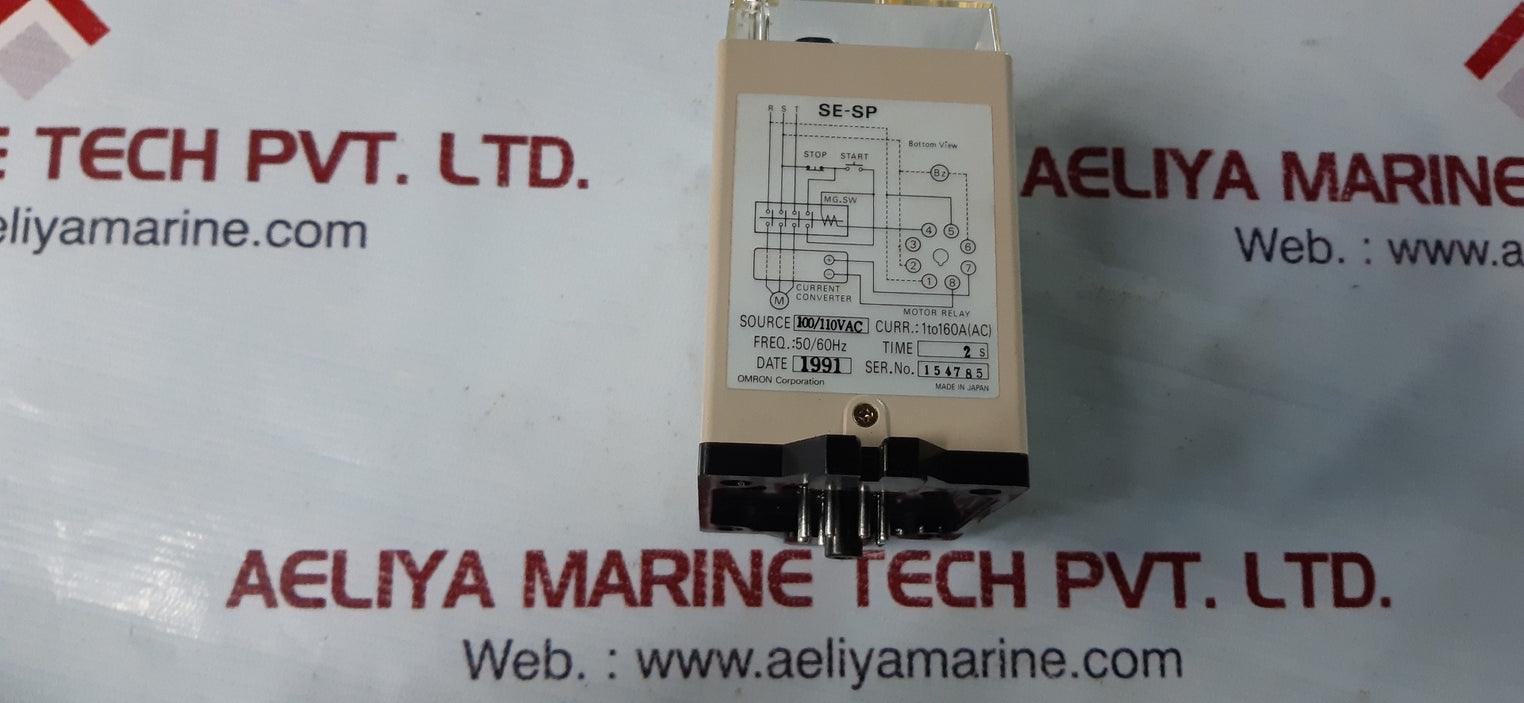 E TECH PVT. LTD.
eliyamarine.com
AELIYA MARINE
Web. : www.a
SE-SP
R S T
Bottom View
STOP START
Bz
MG.SW
4 5
3 6
2 7
1 8
+
−
CURRENT
CONVERTER
M
MOTOR RELAY
SOURCE 100/110VAC CURR.: 1to160A(AC)
FREQ.:50/60Hz TIME 2 s
DATE 1991 SER.No. 154785
OMRON Corporation MADE IN JAPAN
AELIYA MARINE TECH PVT. LTD.
Web. : www.aeliyamarine.com